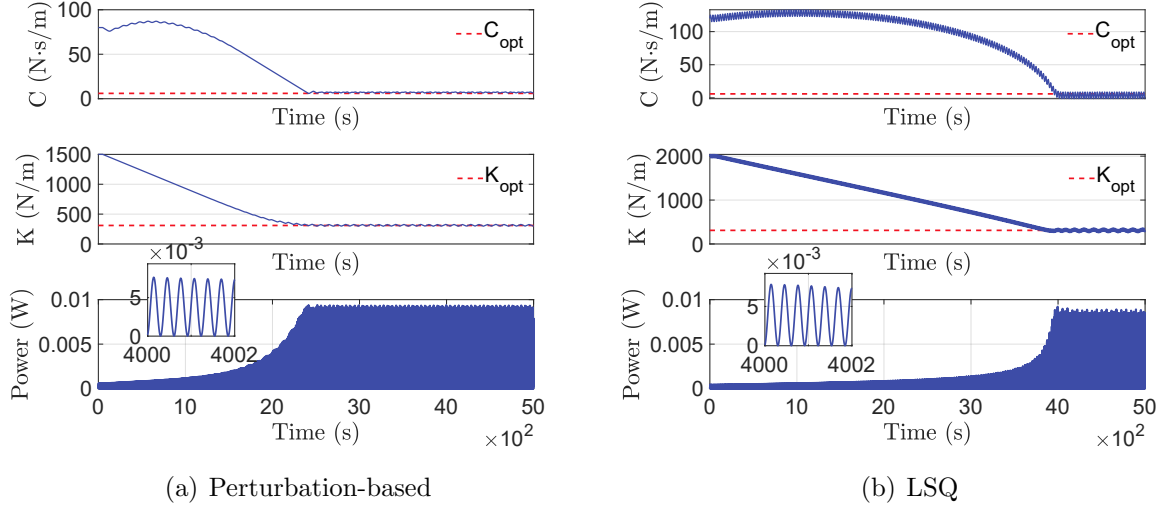 C (N·s/m)
100
50
0
C_opt
Time (s)
K (N/m)
1500
1000
500
0
K_opt
×10^-3
5
0
4000 4002
Power (W)
0.01
0.005
0
0 10 20 30 40 50
Time (s)
×10^2
(a) Perturbation-based
C (N·s/m)
100
50
0
C_opt
Time (s)
K (N/m)
2000
1000
0
K_opt
×10^-3
5
0
4000 4002
Power (W)
0.01
0.005
0
0 10 20 30 40 50
Time (s)
×10^2
(b) LSQ